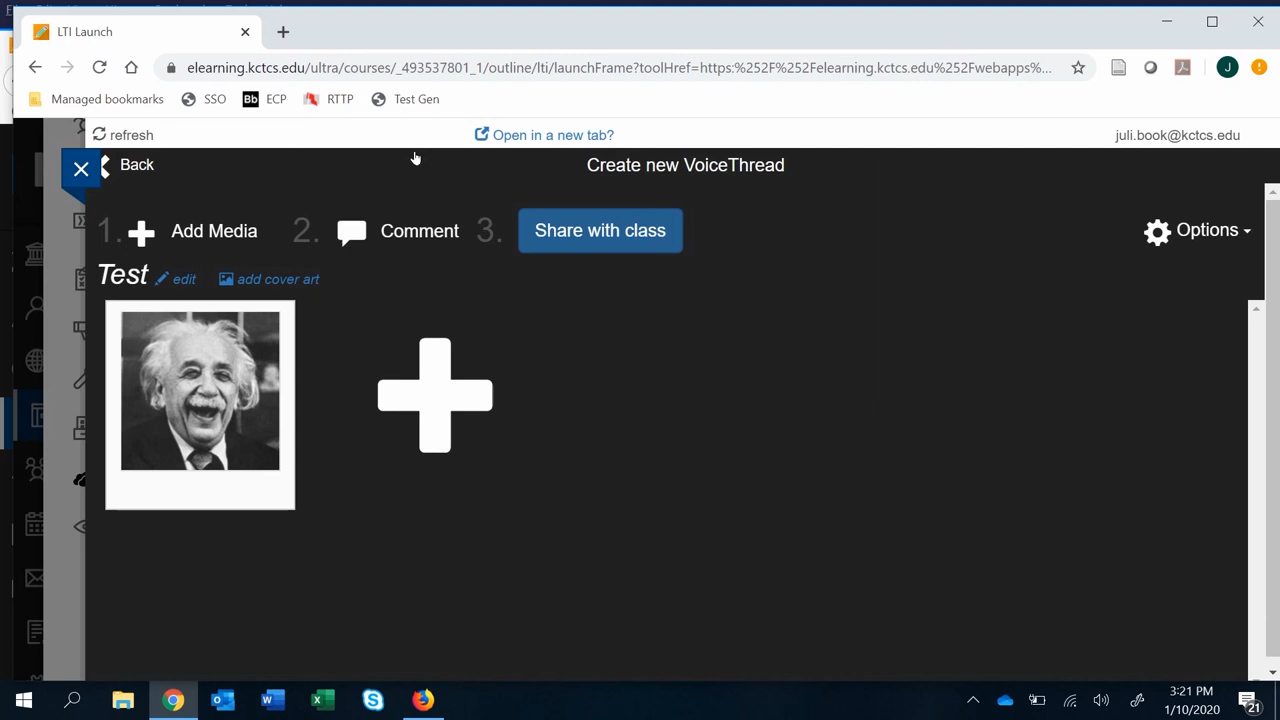 LTI Launch
elearning.kctcs.edu/ultra/courses/_493537801_1/outline/lti/launchFrame?toolHref=https:%252F%252Felearning.kctcs.edu%252Fwebapps%...
Managed bookmarks SSO Bb ECP RTTP Test Gen
J
refresh Open in a new tab? juli.book@kctcs.edu
Back Create new VoiceThread
1. Add Media 2. Comment 3. Share with class Options
Test edit add cover art
3:21 PM
1/10/2020
21